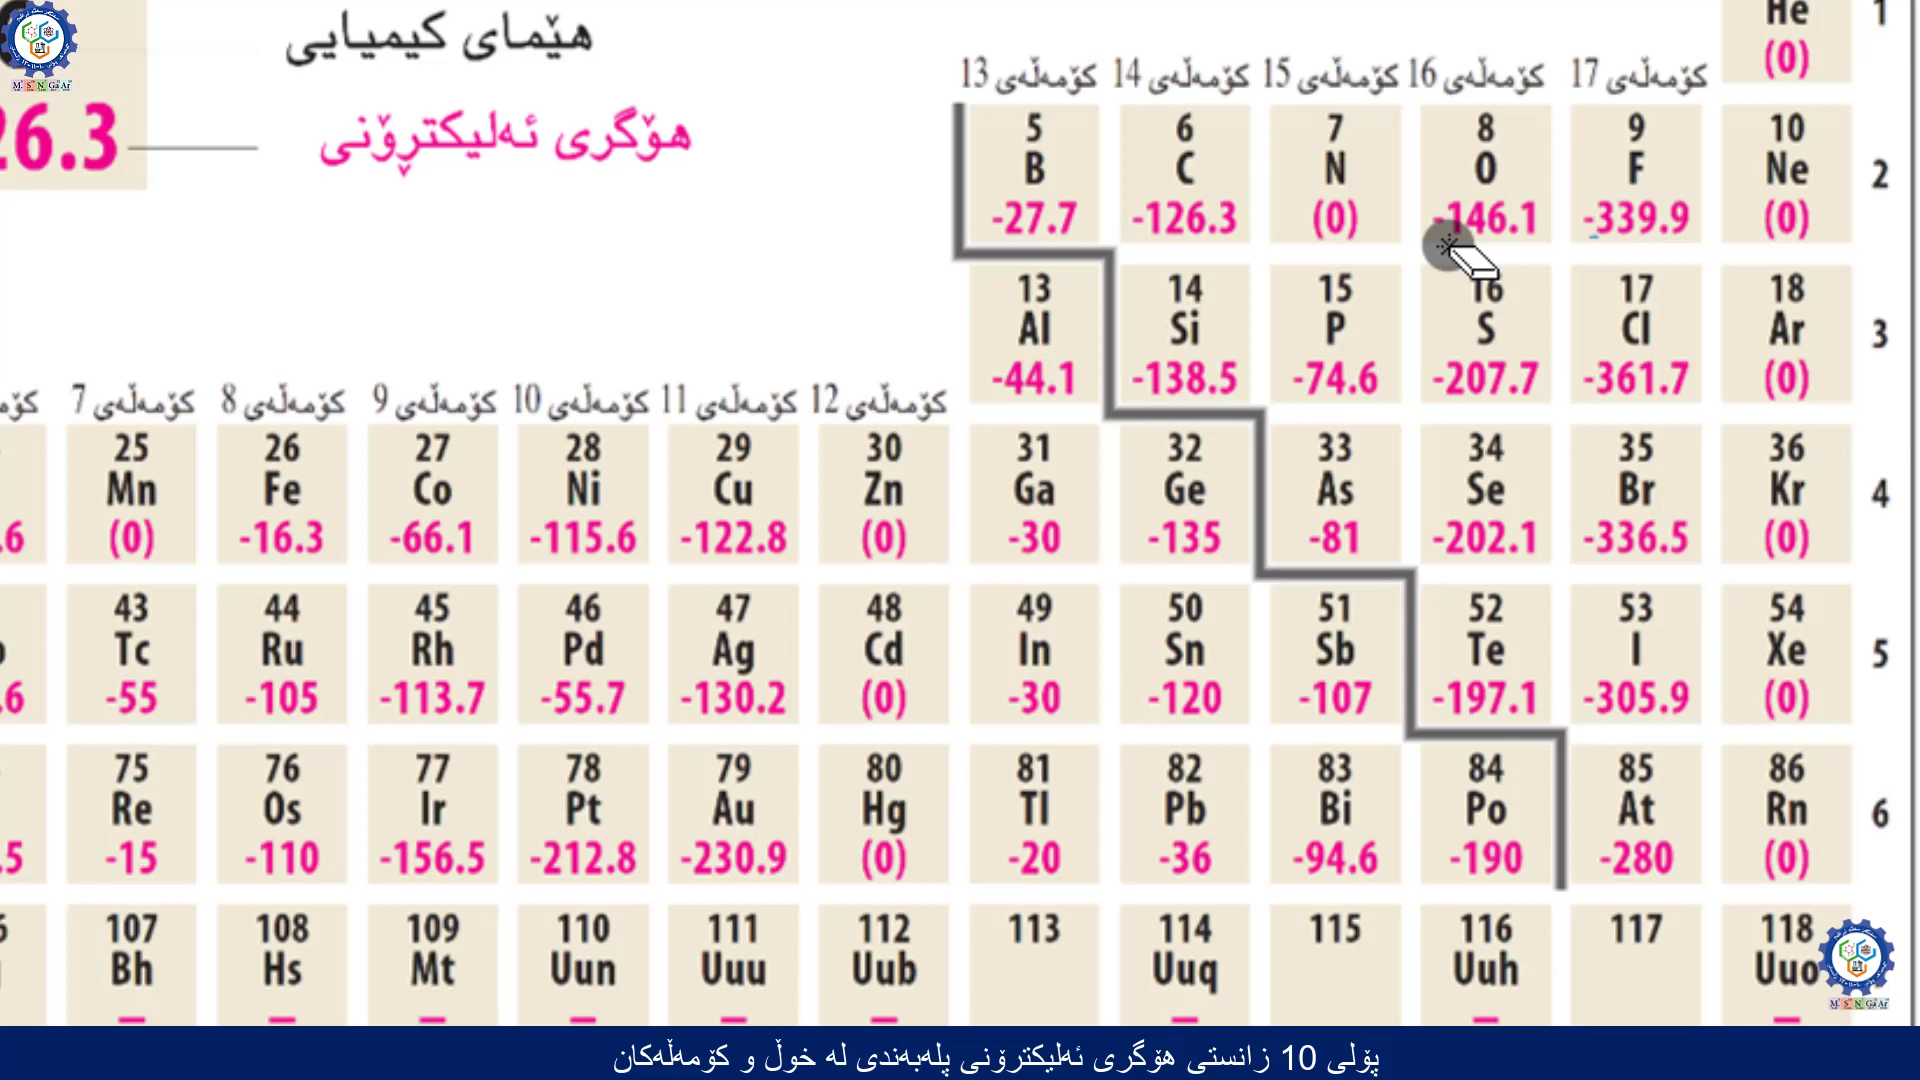 هێمای کیمیایی
هۆگری ئەلیکترۆنی
26.3
He 1
(0)
کۆمەڵەی 13 کۆمەڵەی 14 کۆمەڵەی 15 کۆمەڵەی 16 کۆمەڵەی 17
5 6 7 8 9 10
B C N O F Ne 2
-27.7 -126.3 (0) -146.1 -339.9 (0)
13 14 15 16 17 18
Al Si P S Cl Ar 3
-44.1 -138.5 -74.6 -207.7 -361.7 (0)
کۆمەڵەی 7 کۆمەڵەی 8 کۆمەڵەی 9 کۆمەڵەی 10 کۆمەڵەی 11 کۆمەڵەی 12
25 26 27 28 29 30 31 32 33 34 35 36
Mn Fe Co Ni Cu Zn Ga Ge As Se Br Kr 4
.6 (0) -16.3 -66.1 -115.6 -122.8 (0) -30 -135 -81 -202.1 -336.5 (0)
43 44 45 46 47 48 49 50 51 52 53 54
Tc Ru Rh Pd Ag Cd In Sn Sb Te I Xe 5
.6 -55 -105 -113.7 -55.7 -130.2 (0) -30 -120 -107 -197.1 -305.9 (0)
75 76 77 78 79 80 81 82 83 84 85 86
Re Os Ir Pt Au Hg Tl Pb Bi Po At Rn 6
.5 -15 -110 -156.5 -212.8 -230.9 (0) -20 -36 -94.6 -190 -280 (0)
107 108 109 110 111 112 113 114 115 116 117 118
Bh Hs Mt Uun Uuu Uub Uuq Uuh Uuo
پۆلی 10 زانستی هۆگری ئەلیکترۆنی پلەبەندی لە خوڵ و کۆمەڵەکان